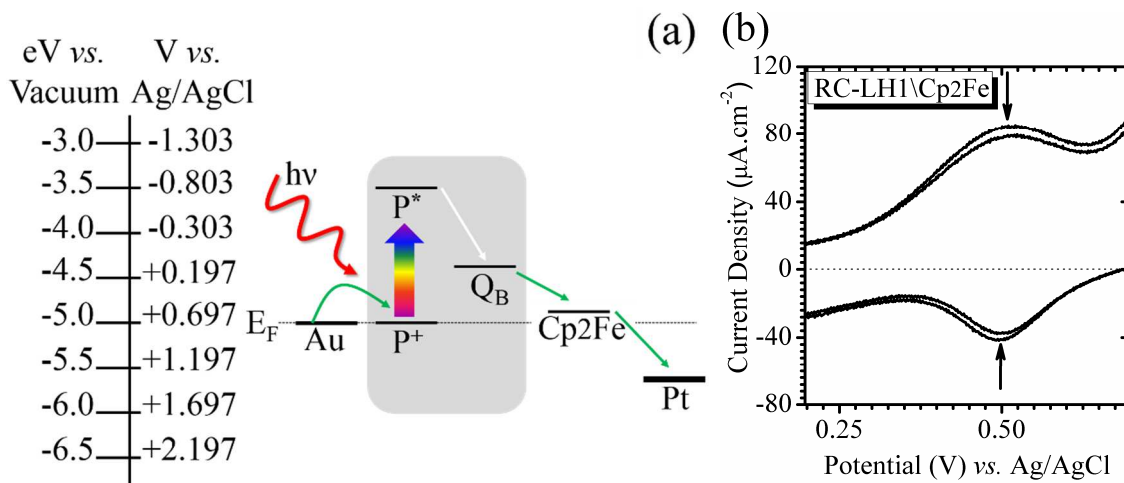 (a)
eV vs. V vs.
Vacuum Ag/AgCl
-3.0 -1.303
-3.5 -0.803
-4.0 -0.303
-4.5 +0.197
-5.0 +0.697
-5.5 +1.197
-6.0 +1.697
-6.5 +2.197
hν
P*
Q_B
E_F
Au
P⁺
Cp2Fe
Pt
(b)
RC-LH1\Cp2Fe
Current Density (μA.cm⁻²)
120
80
40
0
-40
-80
0.25 0.50
Potential (V) vs. Ag/AgCl